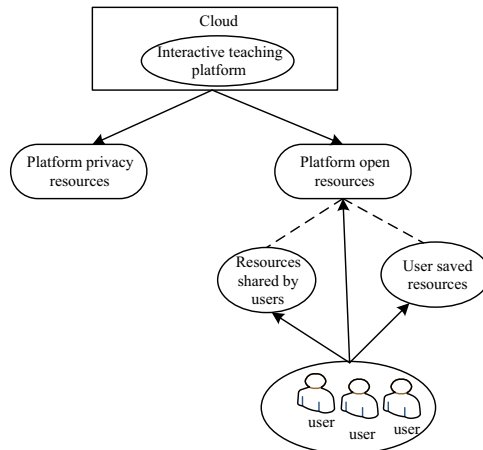 Cloud
Interactive teaching
platform
Platform privacy
resources
Platform open
resources
Resources
shared by
users
User saved
resources
user
user
user